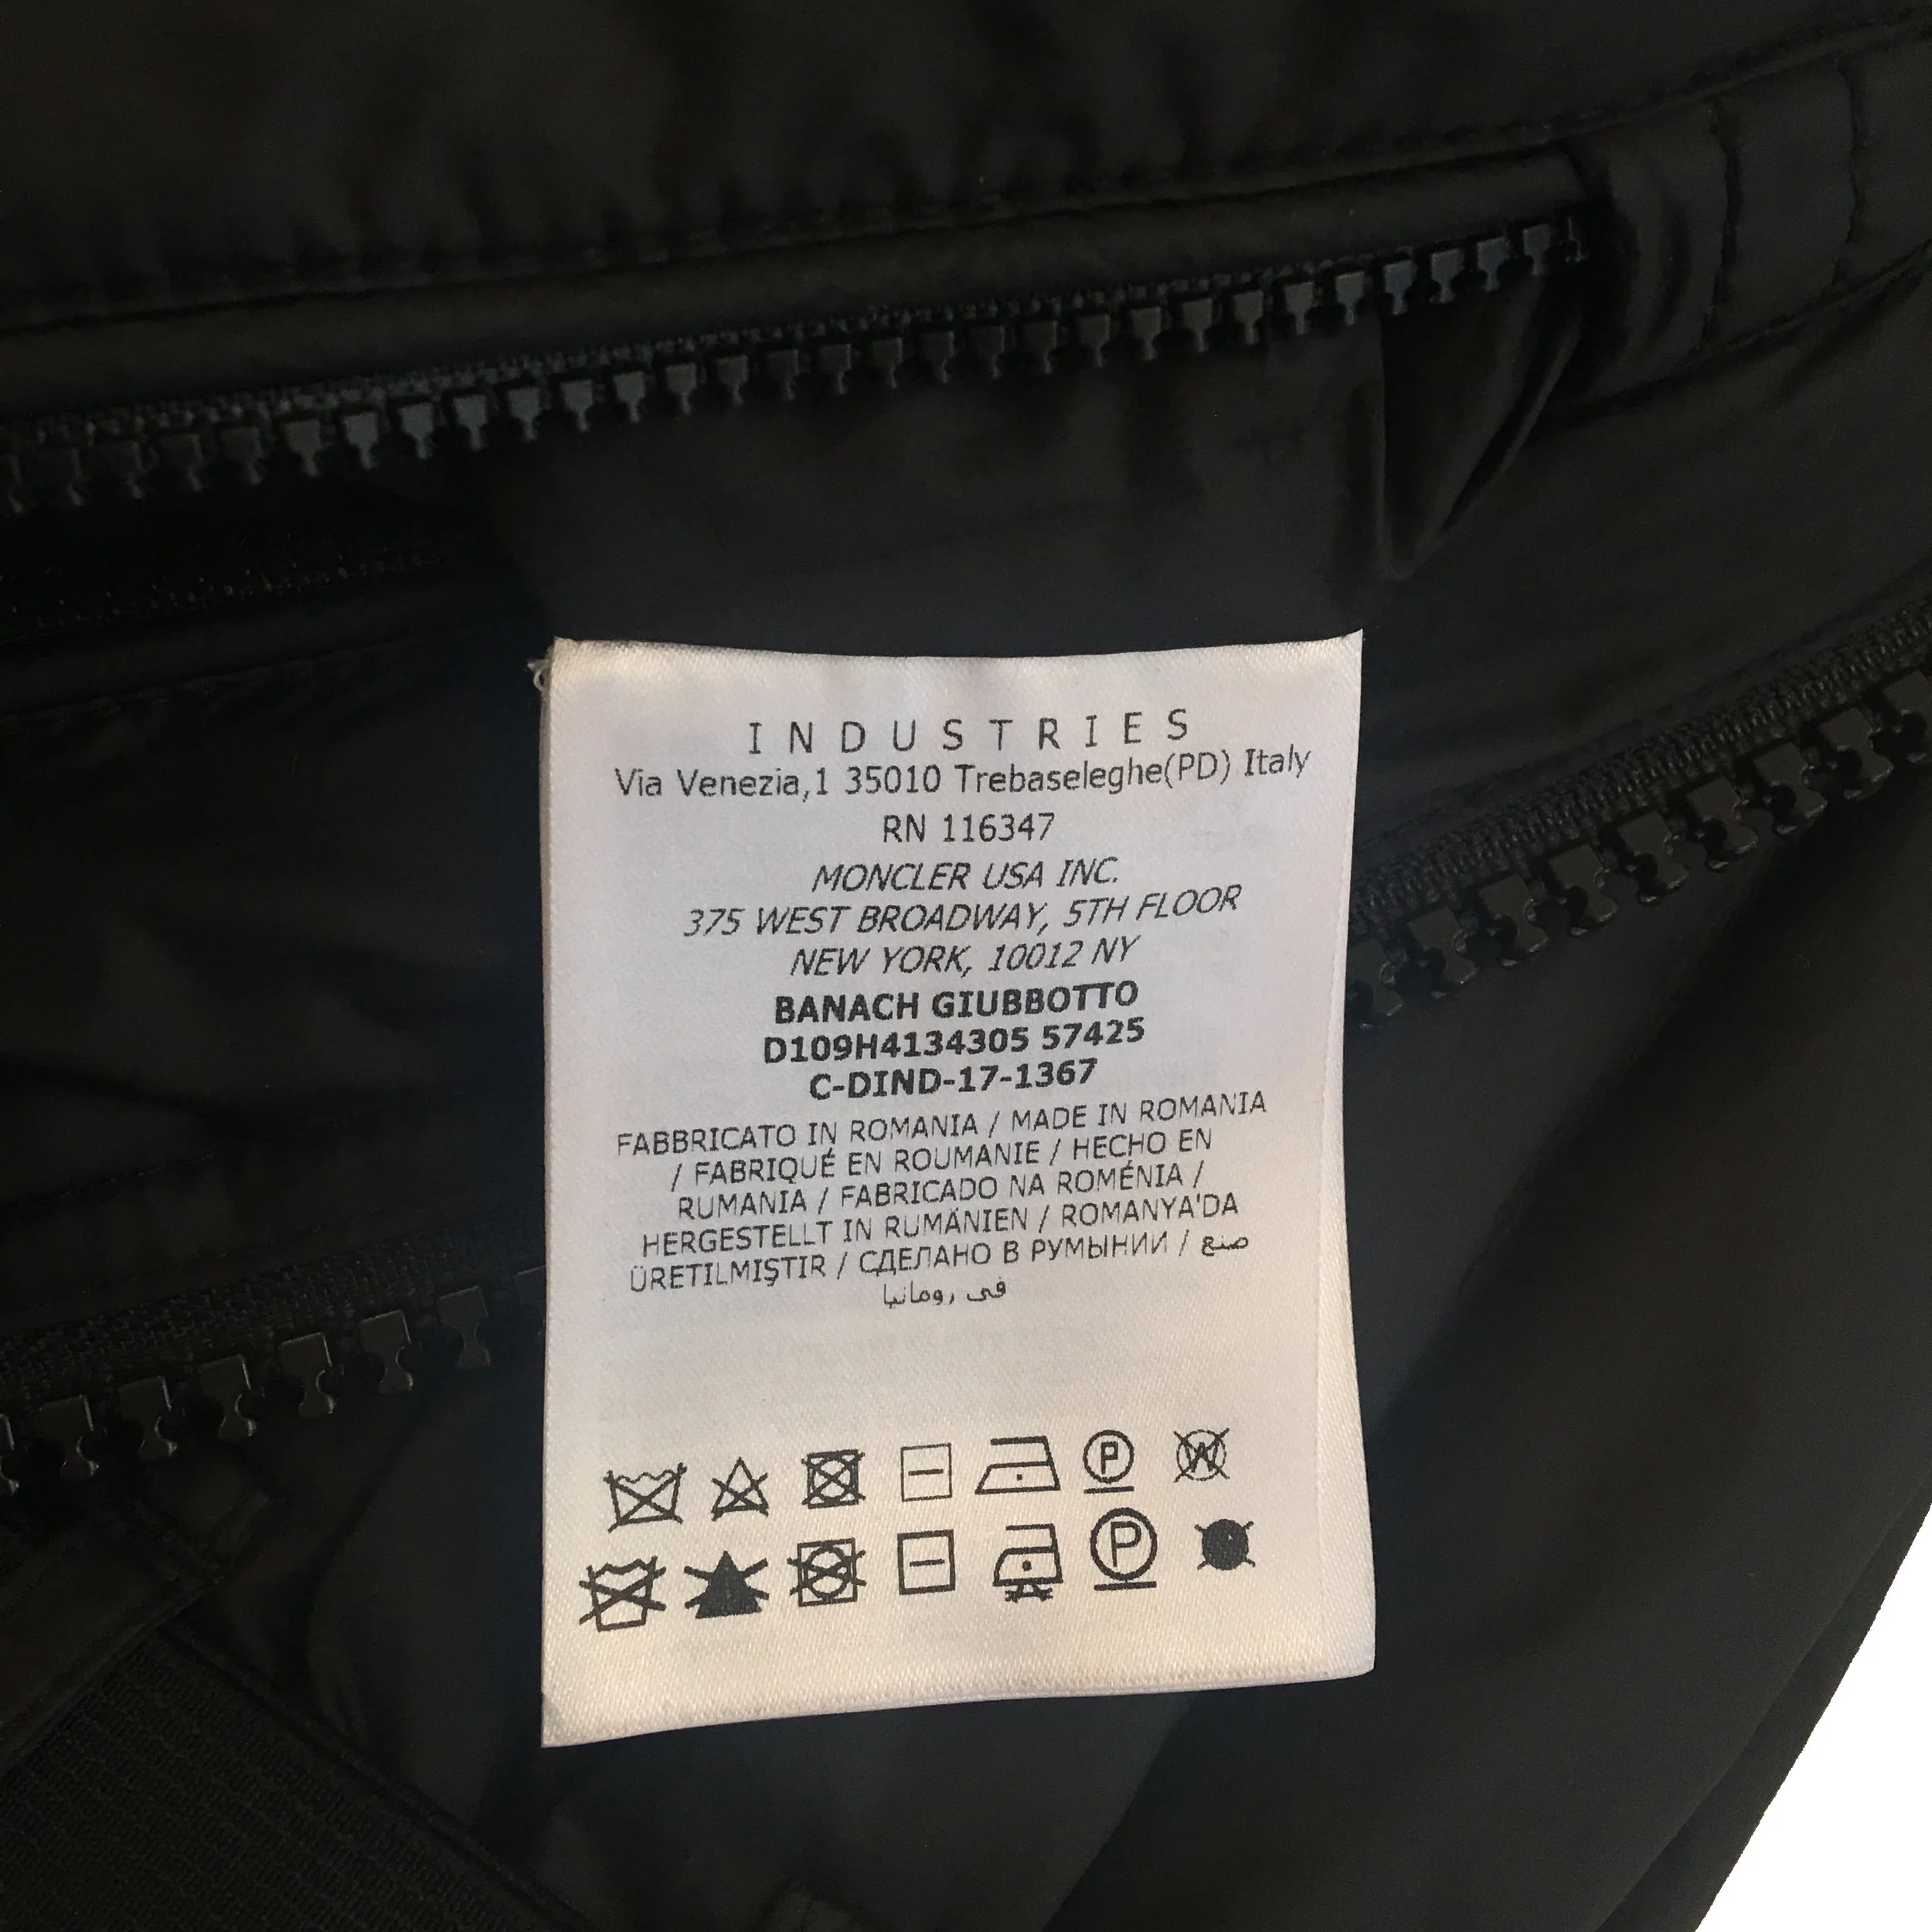 INDUSTRIES
Via Venezia,1 35010 Trebaseleghe(PD) Italy
RN 116347
MONCLER USA INC.
375 WEST BROADWAY, 5TH FLOOR
NEW YORK, 10012 NY
BANACH GIUBBOTTO
D109H4134305 57425
C-DIND-17-1367
FABBRICATO IN ROMANIA / MADE IN ROMANIA
/ FABRIQUÉ EN ROUMANIE / HECHO EN
RUMANIA / FABRICADO NA ROMÉNIA /
HERGESTELLT IN RUMÄNIEN / ROMANYA'DA
ÜRETILMIŞTIR / СДЕЛАНО В РУМЫНИИ / صنع
في رومانيا
P W
P